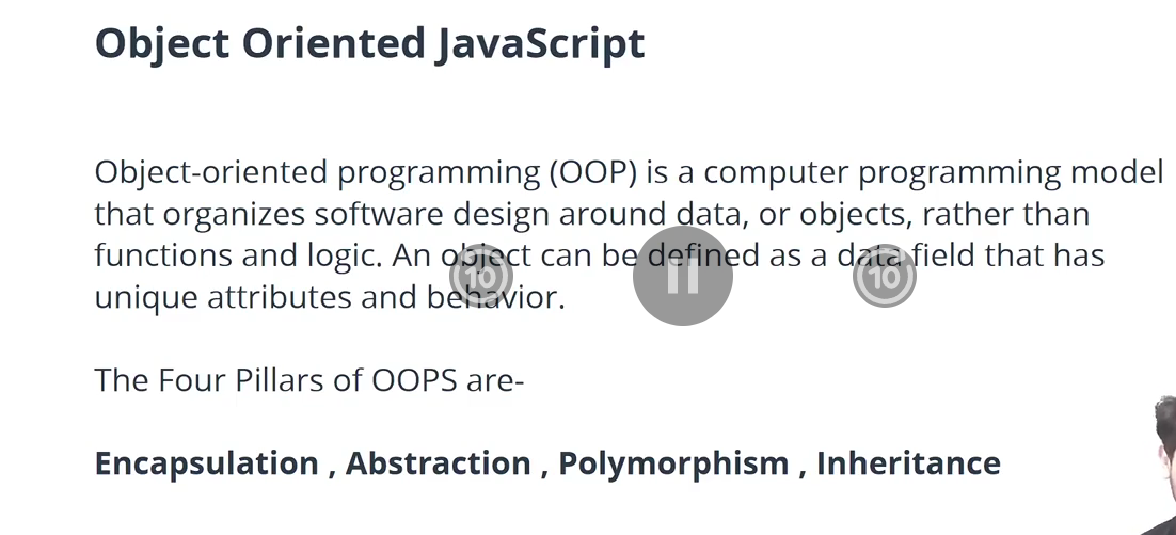 Object Oriented JavaScript
Object-oriented programming (OOP) is a computer programming model
that organizes software design around data, or objects, rather than
functions and logic. An object can be defined as a data field that has
unique attributes and behavior.
10
10
The Four Pillars of OOPS are-
Encapsulation , Abstraction , Polymorphism , Inheritance